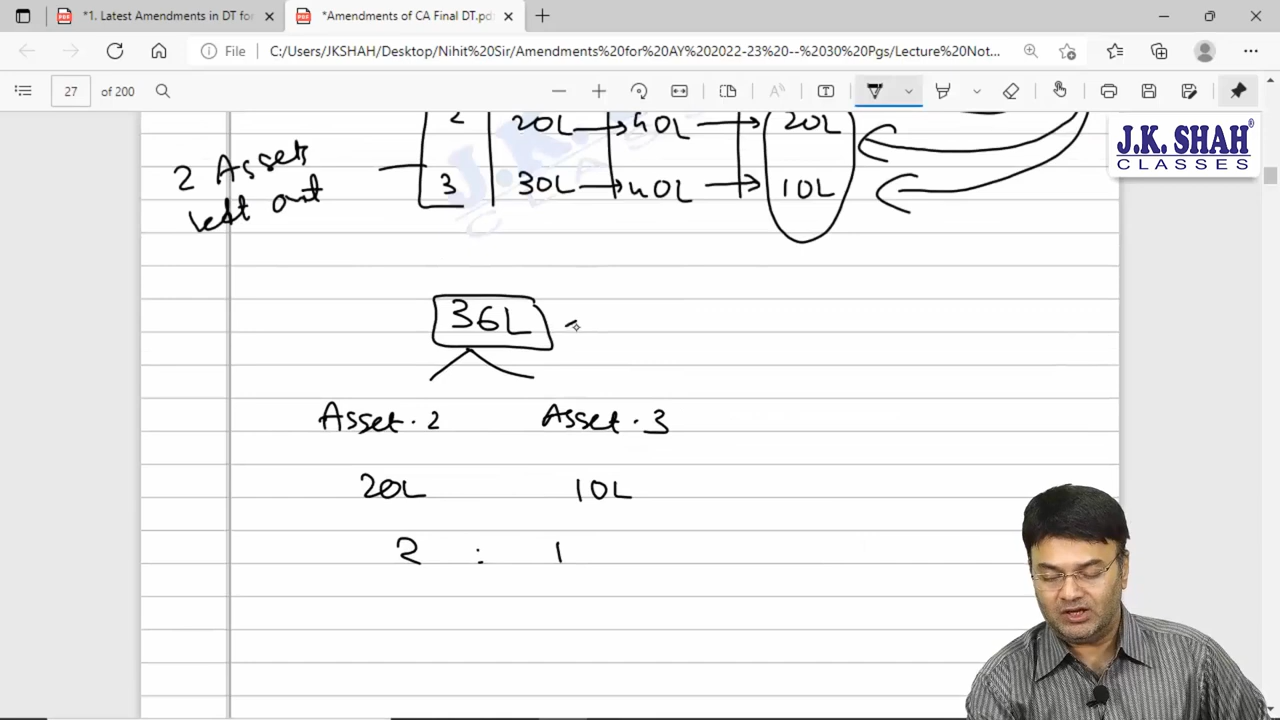 *1. Latest Amendments in DT for
*Amendments of CA Final DT.pdf
File
C:/Users/JKSHAH/Desktop/Nihit%20Sir/Amendments%20for%20AY%202022-23%20--%2030%20Pgs/Lecture%20Not...
27 of 200
J.K. SHAH®
CLASSES
2 20L 40L 20L
3 30L 40L 10L
2 Assets
left out
36L
Asset. 2 Asset. 3
20L 10L
2 : 1